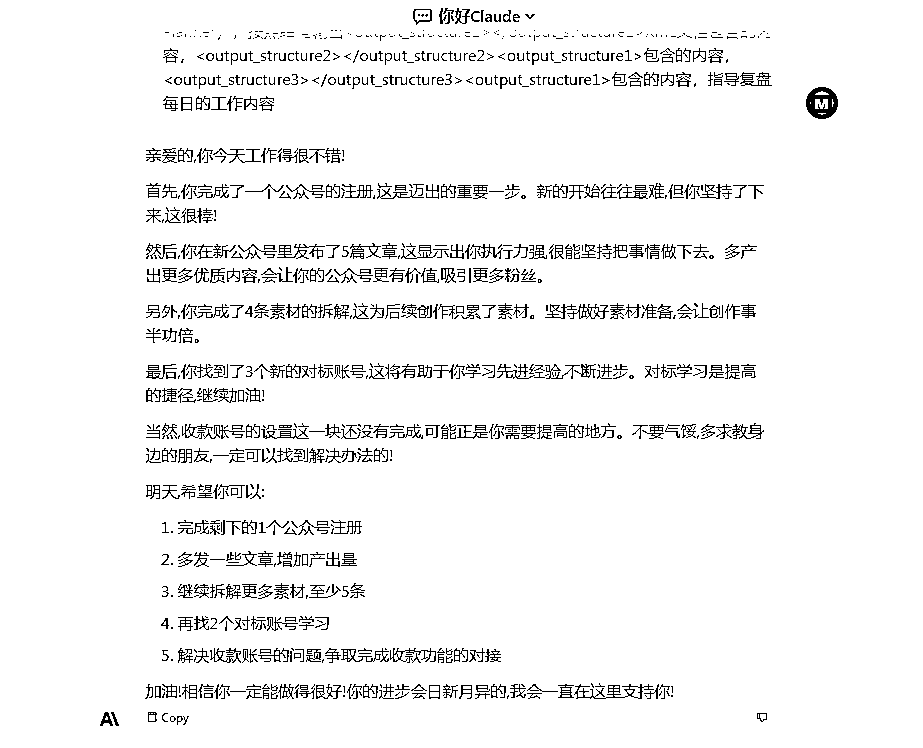 你好Claude
容，<output_structure2></output_structure2><output_structure1>包含的内容，
<output_structure3></output_structure3><output_structure1>包含的内容，指导复盘
每日的工作内容
M
亲爱的,你今天工作得很不错!
首先,你完成了一个公众号的注册,这是迈出的重要一步。新的开始往往最难,但你坚持了下
来,这很棒!
然后,你在新公众号里发布了5篇文章,这显示出你执行力强,很能坚持把事情做下去。多产
出更多优质内容,会让你的公众号更有价值,吸引更多粉丝。
另外,你完成了4条素材的拆解,这为后续创作积累了素材。坚持做好素材准备,会让创作事
半功倍。
最后,你找到了3个新的对标账号,这将有助于你学习先进经验,不断进步。对标学习是提高
的捷径,继续加油!
当然,收款账号的设置这一块还没有完成,可能正是你需要提高的地方。不要气馁,多求教身
边的朋友,一定可以找到解决办法的!
明天,希望你可以:
1. 完成剩下的1个公众号注册
2. 多发一些文章,增加产出量
3. 继续拆解更多素材,至少5条
4. 再找2个对标账号学习
5. 解决收款账号的问题,争取完成收款功能的对接
加油!相信你一定能做得很好!你的进步会日新月异的,我会一直在这里支持你!
A\ Copy